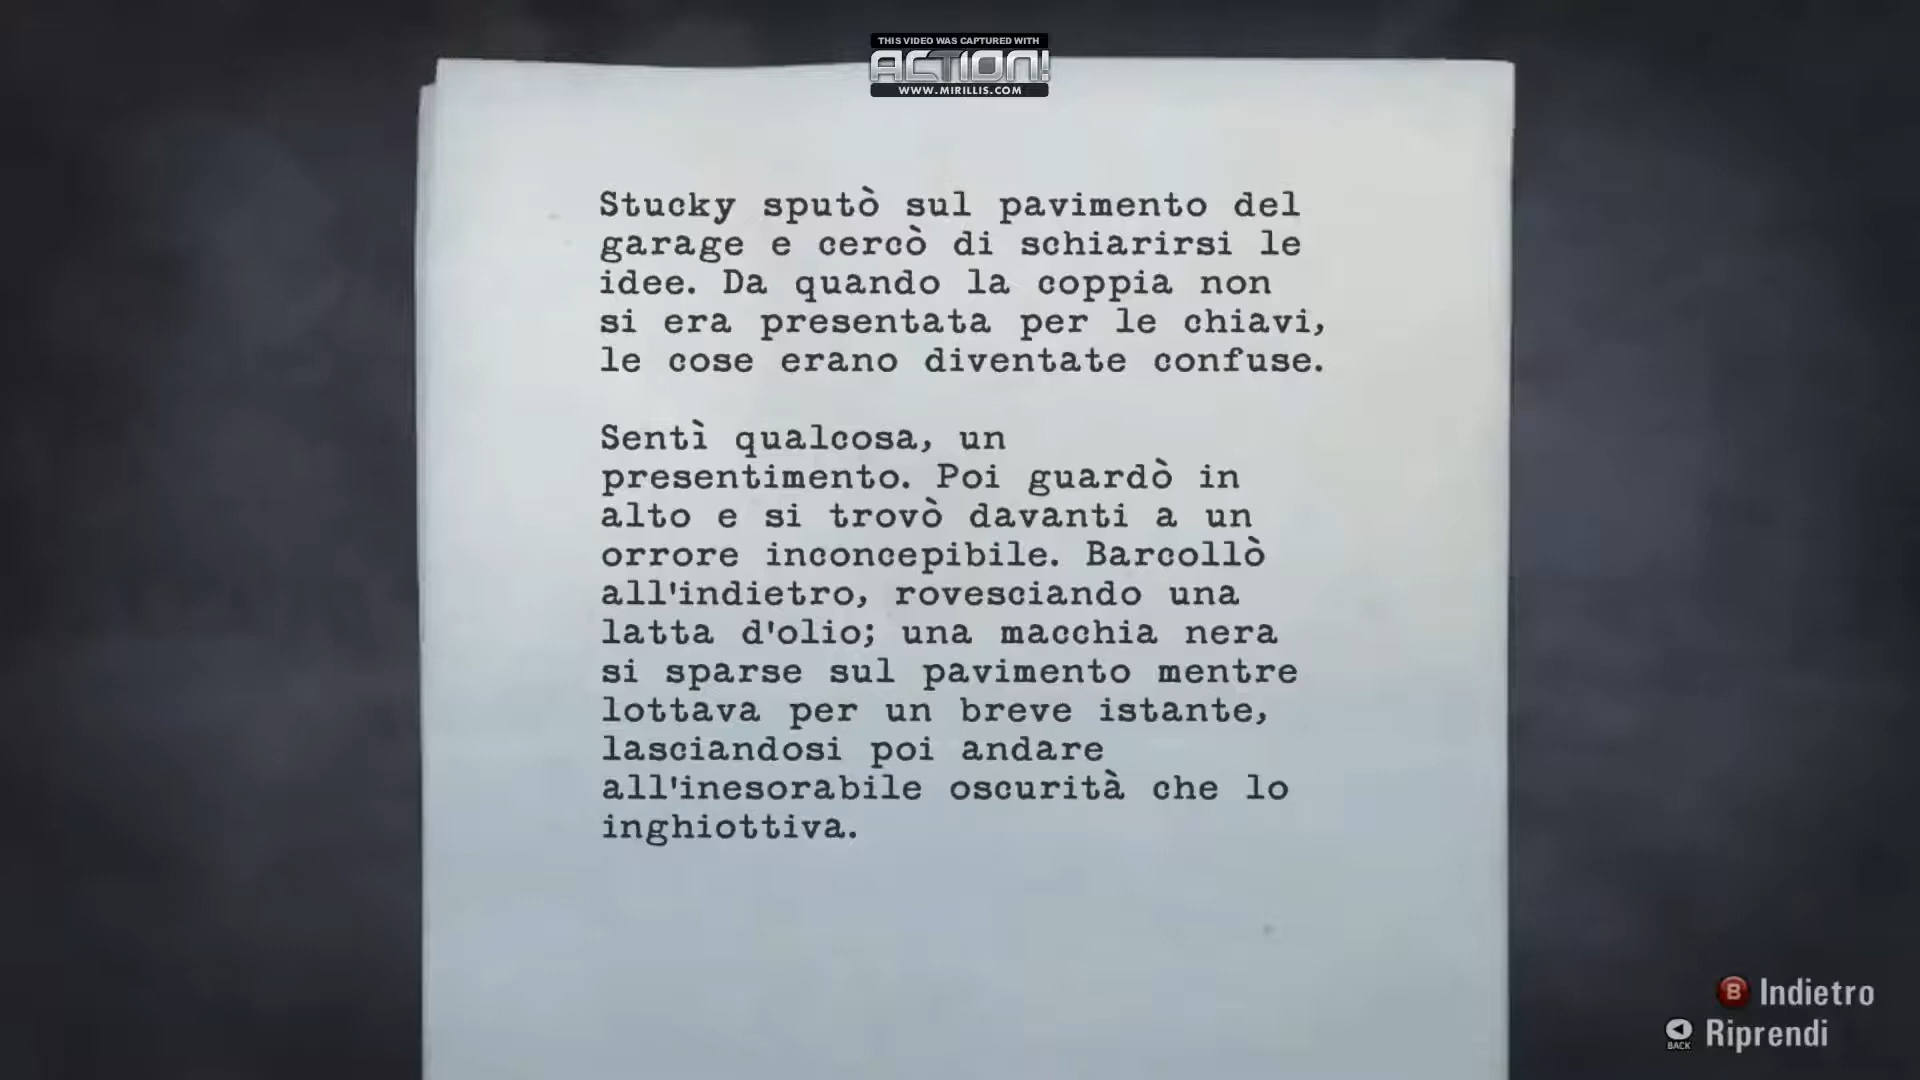 THIS VIDEO WAS CAPTURED WITH
ACTION!
WWW.MIRILLIS.COM
Stucky sputò sul pavimento del
garage e cercò di schiarirsi le
idee. Da quando la coppia non
si era presentata per le chiavi,
le cose erano diventate confuse.
Sentì qualcosa, un
presentimento. Poi guardò in
alto e si trovò davanti a un
orrore inconcepibile. Barcollò
all'indietro, rovesciando una
latta d'olio; una macchia nera
si sparse sul pavimento mentre
lottava per un breve istante,
lasciandosi poi andare
all'inesorabile oscurità che lo
inghiottiva.
B Indietro
BACK Riprendi